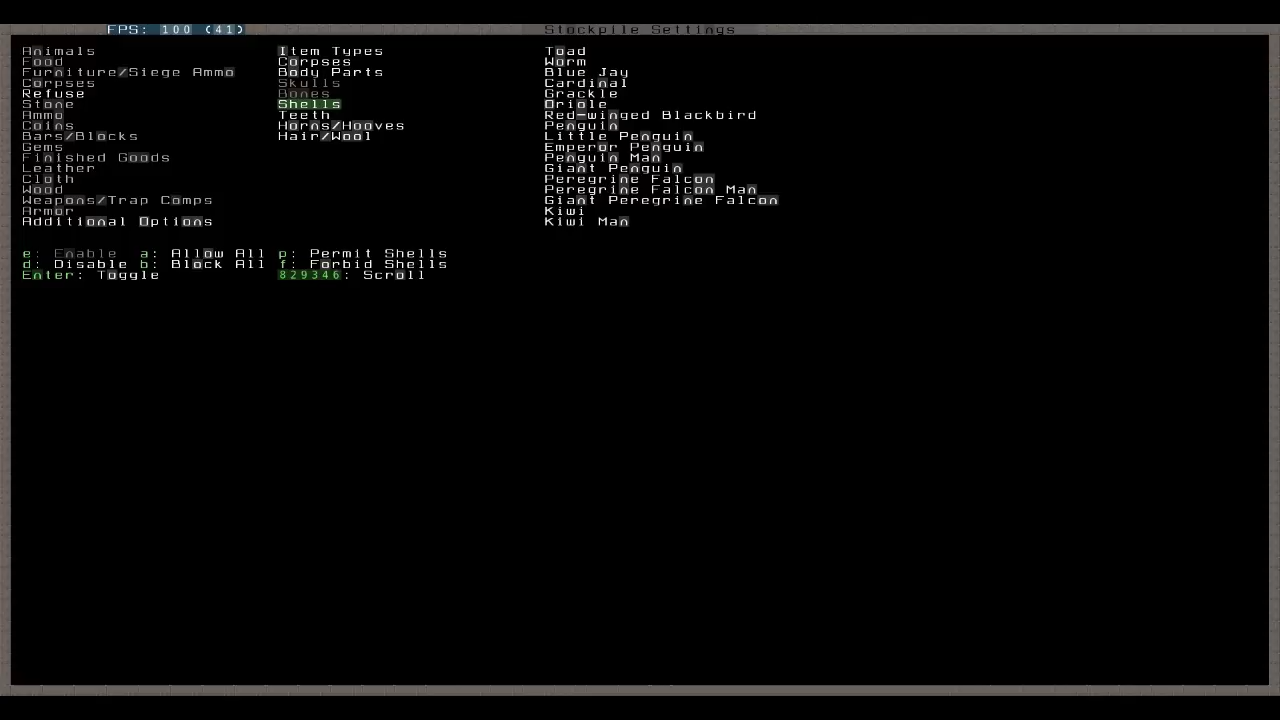 FPS: 100 (41) Stockpile Settings
Animals Item Types Toad
Food Corpses Worm
Furniture/Siege Ammo Body Parts Blue Jay
Corpses Skulls Cardinal
Refuse Bones Grackle
Stone Shells Oriole
Ammo Teeth Red-winged Blackbird
Coins Horns/Hooves Penguin
Bars/Blocks Hair/Wool Little Penguin
Gems Emperor Penguin
Finished Goods Penguin Man
Leather Giant Penguin
Cloth Peregrine Falcon
Wood Peregrine Falcon Man
Weapons/Trap Comps Giant Peregrine Falcon
Armor Kiwi
Additional Options Kiwi Man
e: Enable a: Allow All p: Permit Shells
d: Disable b: Block All f: Forbid Shells
Enter: Toggle 829346: Scroll